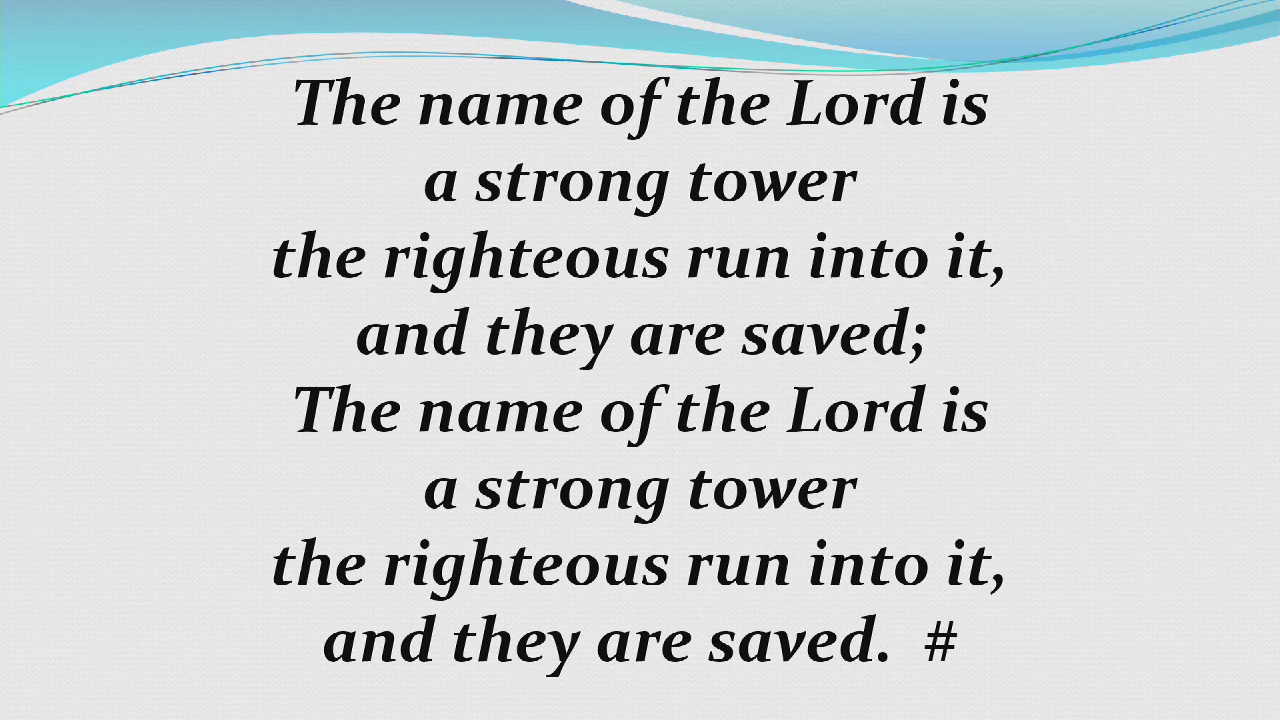 The name of the Lord is
a strong tower
the righteous run into it,
and they are saved;
The name of the Lord is
a strong tower
the righteous run into it,
and they are saved.  #